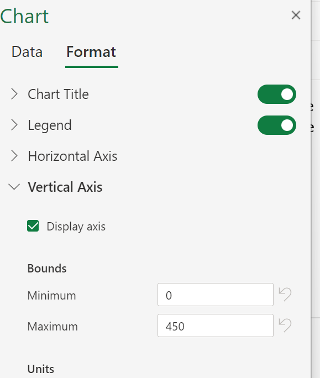 Chart
Data Format
Chart Title
Legend
Horizontal Axis
Vertical Axis
Display axis
Bounds
Minimum 0
Maximum 450
Units